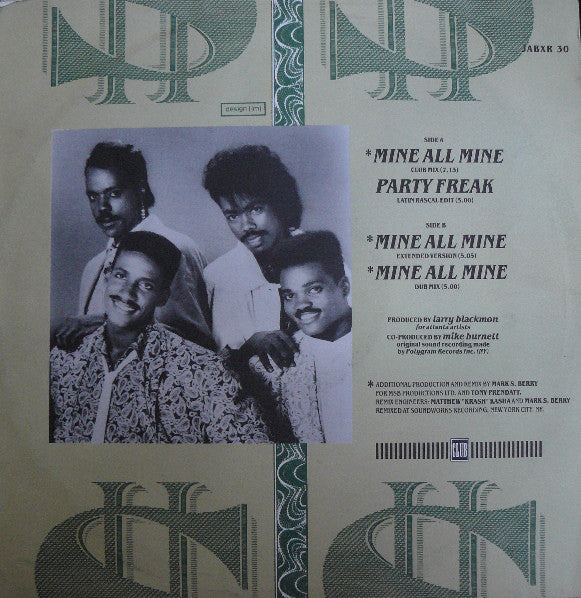 JABXR 30
design [im]
SIDE A
*MINE ALL MINE
CLUB MIX (7.15)
PARTY FREAK
LATIN RASCAL EDIT (5.00)
SIDE B
*MINE ALL MINE
EXTENDED VERSION (5.05)
*MINE ALL MINE
DUB MIX (5.00)
PRODUCED BY larry blackmon
for atlanta artists
CO-PRODUCED BY mike burnett
original sound recording made
by Polygram Records Inc. (NY).
* ADDITIONAL PRODUCTION AND REMIX BY MARK S. BERRY
FOR MSB PRODUCTIONS LTD. AND TONY PRENDATT.
REMIX ENGINEERS: MATTHEW "KRASH" KASHA AND MARK S. BERRY
REMIXED AT SOUNDWORKS RECORDING, NEW YORK CITY, NY.
CLUB